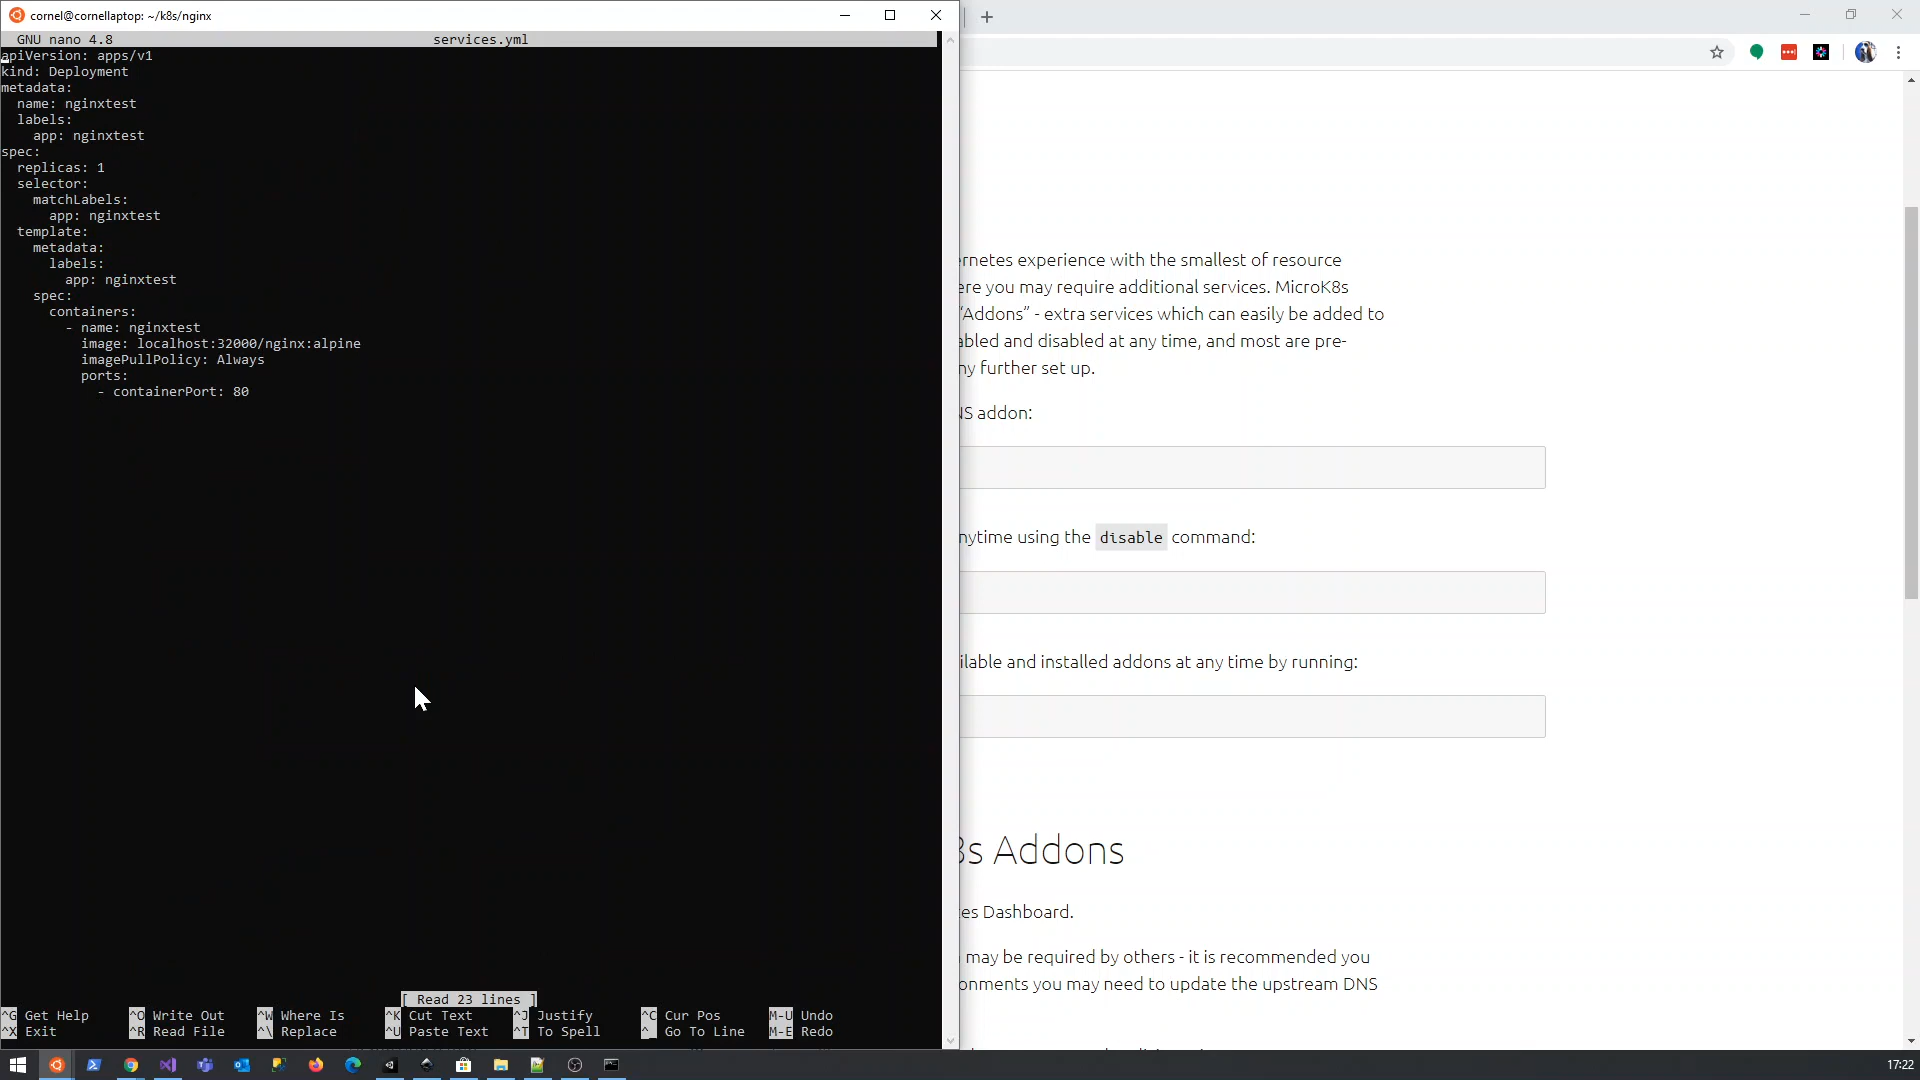 cornel@cornellaptop: ~/k8s/nginx
GNU nano 4.8 services.yml
apiVersion: apps/v1
kind: Deployment
metadata:
  name: nginxtest
  labels:
    app: nginxtest
spec:
  replicas: 1
  selector:
    matchLabels:
      app: nginxtest
  template:
    metadata:
      labels:
        app: nginxtest
    spec:
      containers:
        - name: nginxtest
          image: localhost:32000/nginx:alpine
          imagePullPolicy: Always
          ports:
            - containerPort: 80
[ Read 23 lines ]
^G Get Help ^O Write Out ^W Where Is ^K Cut Text ^J Justify ^C Cur Pos M-U Undo
^X Exit ^R Read File ^\ Replace ^U Paste Text ^T To Spell ^_ Go To Line M-E Redo
ernetes experience with the smallest of resource
ere you may require additional services. MicroK8s
“Addons” - extra services which can easily be added to
abled and disabled at any time, and most are pre-
ny further set up.
NS addon:
nytime using the disable command:
ilable and installed addons at any time by running:
8s Addons
es Dashboard.
may be required by others - it is recommended you
onments you may need to update the upstream DNS
17:22